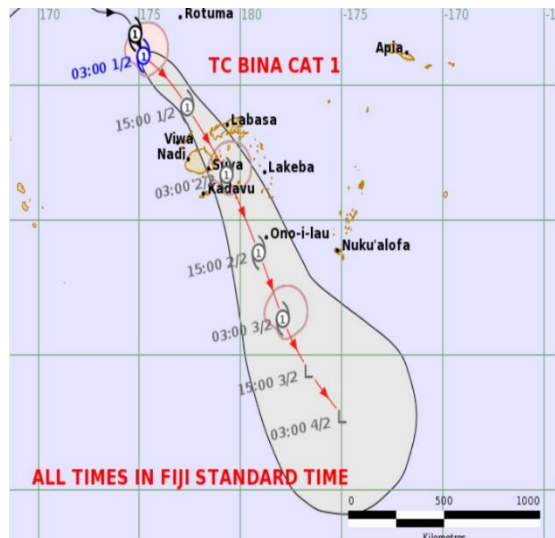 170
175
180
-175
-170
-1
Rotuma
Apia
1
1
03:00 1/2
TC BINA CAT 1
1
15:00 1/2
Labasa
Viwa
Nadi
Suva
Lakeba
1
03:00 2/2
Kadavu
Ono-i-lau
Nuku'alofa
1
15:00 2/2
1
03:00 3/2
L
15:00 3/2
L
03:00 4/2
ALL TIMES IN FIJI STANDARD TIME
0
500
1000
Kilometres